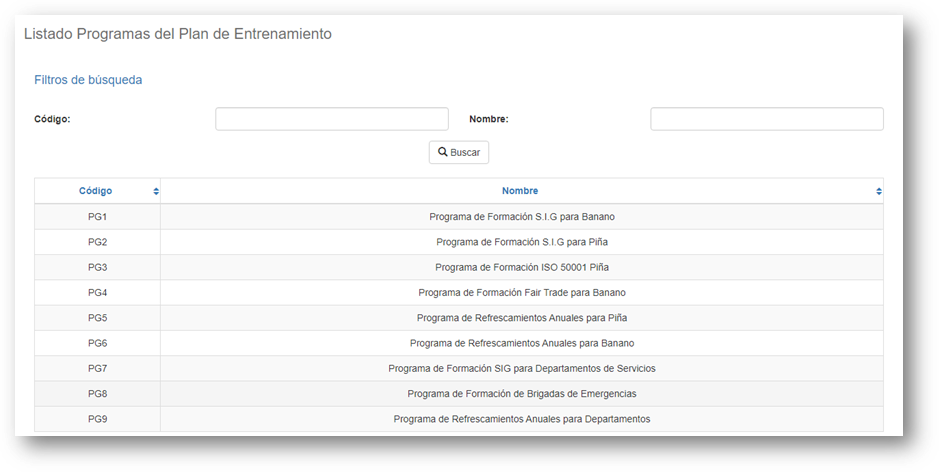 Listado Programas del Plan de Entrenamiento
Filtros de búsqueda
Código: Nombre:
Buscar
Código Nombre
PG1 Programa de Formación S.I.G para Banano
PG2 Programa de Formación S.I.G para Piña
PG3 Programa de Formación ISO 50001 Piña
PG4 Programa de Formación Fair Trade para Banano
PG5 Programa de Refrescamientos Anuales para Piña
PG6 Programa de Refrescamientos Anuales para Banano
PG7 Programa de Formación SIG para Departamentos de Servicios
PG8 Programa de Formación de Brigadas de Emergencias
PG9 Programa de Refrescamientos Anuales para Departamentos